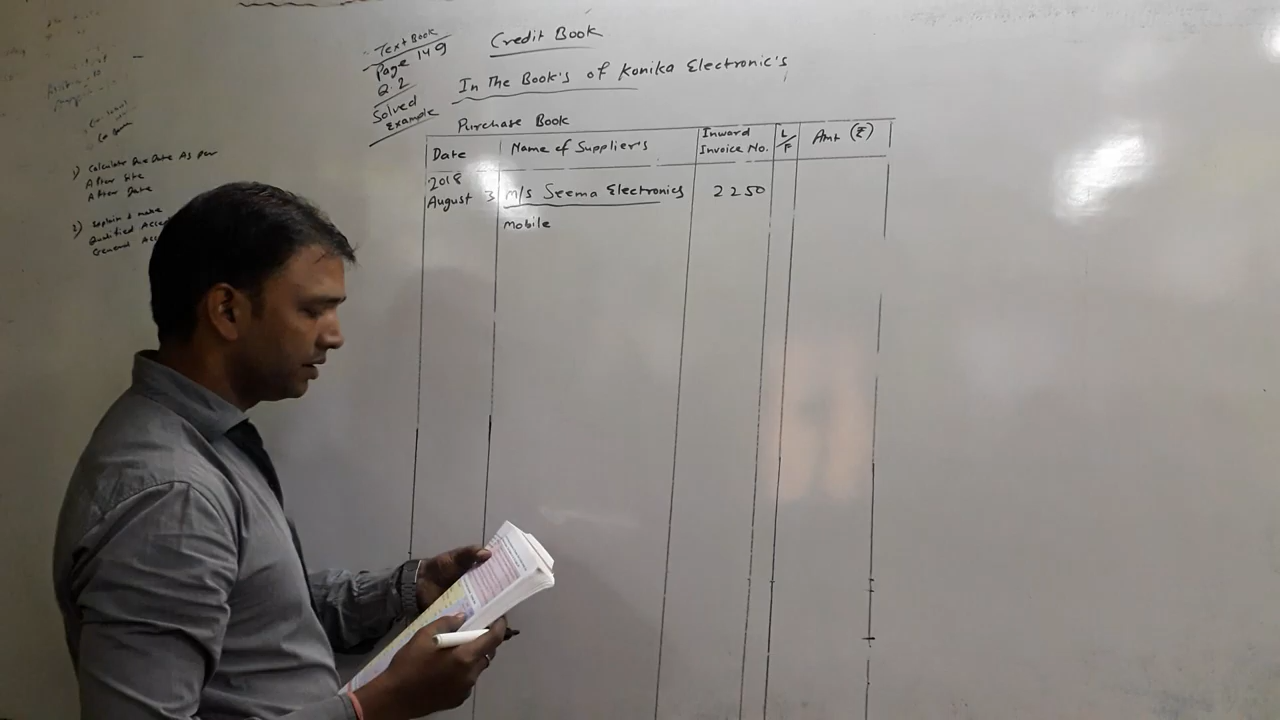 Text Book
Page 149
Q.2
Solved
Example
Credit Book
In The Book's of Konika Electronic's
Purchase Book
Date
Name of Supplier's
Inward
Invoice No.
L/F
Amt (₹)
2018
August 3
M/s Seema Electronics
2250
Mobile
1) Calculate Due Date As per
After Site
After Date
2) Explain & make
Qualified Acce
General Acc